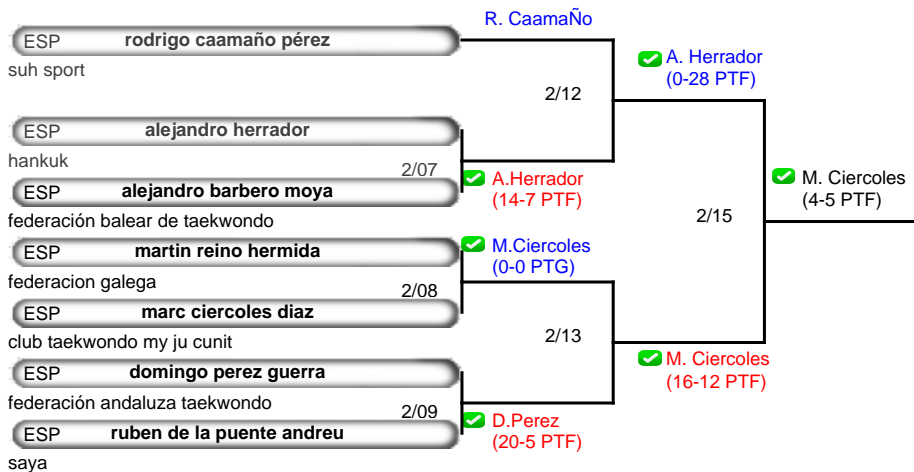 R. CaamaÑo
ESP rodrigo caamaño pérez
suh sport
A. Herrador
(0-28 PTF)
2/12
ESP alejandro herrador
hankuk
2/07
A.Herrador
(14-7 PTF)
ESP alejandro barbero moya
federación balear de taekwondo
M. Ciercoles
(4-5 PTF)
2/15
ESP martin reino hermida
federacion galega
M.Ciercoles
(0-0 PTG)
2/08
ESP marc ciercoles diaz
club taekwondo my ju cunit
2/13
M. Ciercoles
(16-12 PTF)
ESP domingo perez guerra
federación andaluza taekwondo
2/09
D.Perez
(20-5 PTF)
ESP ruben de la puente andreu
saya